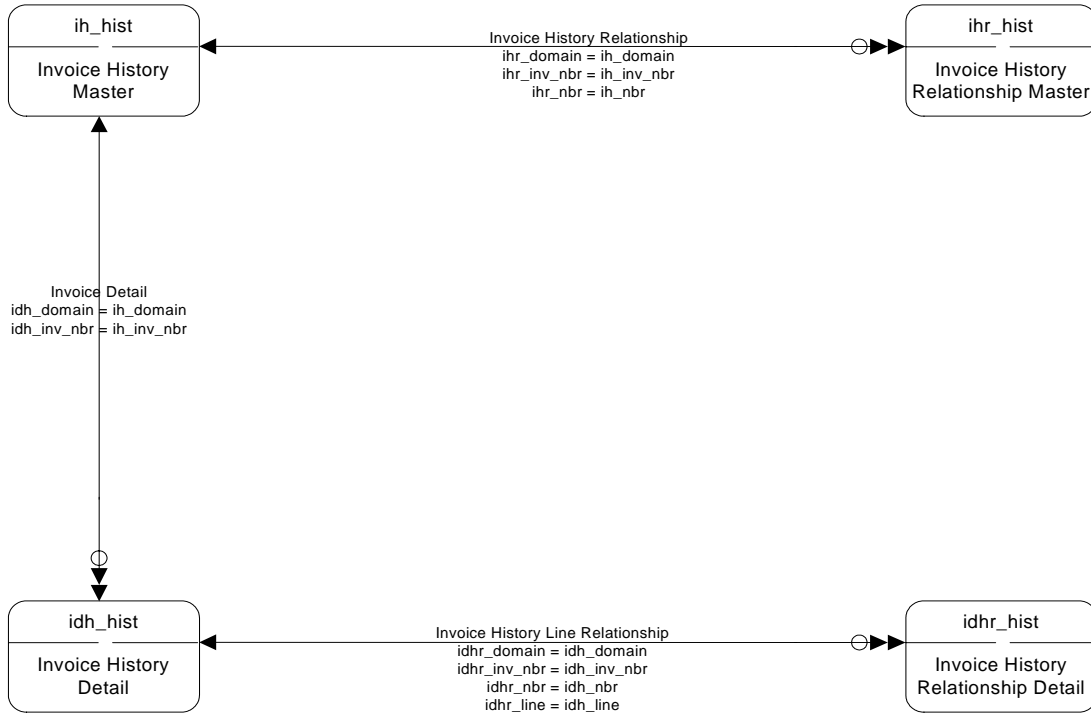 ih_hist
Invoice History
Master
Invoice History Relationship
ihr_domain = ih_domain
ihr_inv_nbr = ih_inv_nbr
ihr_nbr = ih_nbr
ihr_hist
Invoice History
Relationship Master
Invoice Detail
idh_domain = ih_domain
idh_inv_nbr = ih_inv_nbr
idh_hist
Invoice History
Detail
Invoice History Line Relationship
idhr_domain = idh_domain
idhr_inv_nbr = idh_inv_nbr
idhr_nbr = idh_nbr
idhr_line = idh_line
idhr_hist
Invoice History
Relationship Detail